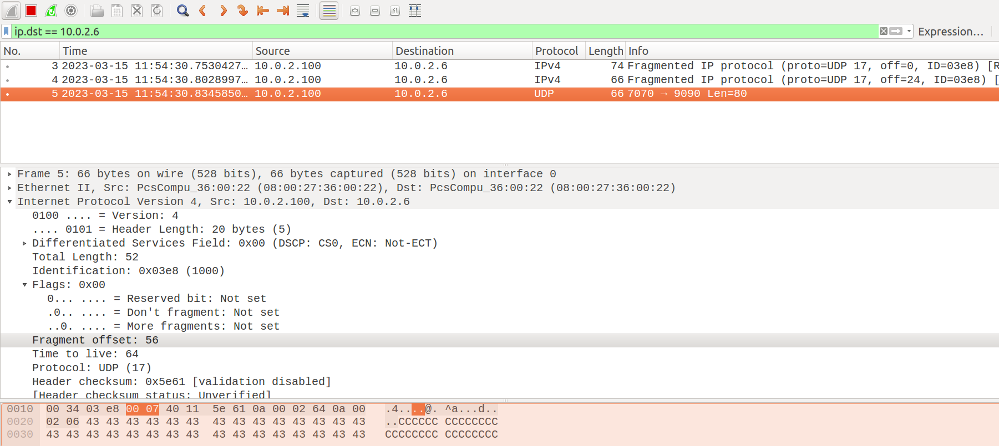 ip.dst == 10.0.2.6 Expression…
No. Time Source Destination Protocol Length Info
3 2023-03-15 11:54:30.7530427… 10.0.2.100 10.0.2.6 IPv4 74 Fragmented IP protocol (proto=UDP 17, off=0, ID=03e8) [R
4 2023-03-15 11:54:30.8028997… 10.0.2.100 10.0.2.6 IPv4 66 Fragmented IP protocol (proto=UDP 17, off=24, ID=03e8) [
5 2023-03-15 11:54:30.8345850… 10.0.2.100 10.0.2.6 UDP 66 7070 → 9090 Len=80
Frame 5: 66 bytes on wire (528 bits), 66 bytes captured (528 bits) on interface 0
Ethernet II, Src: PcsCompu_36:00:22 (08:00:27:36:00:22), Dst: PcsCompu_36:00:22 (08:00:27:36:00:22)
Internet Protocol Version 4, Src: 10.0.2.100, Dst: 10.0.2.6
0100 .... = Version: 4
.... 0101 = Header Length: 20 bytes (5)
Differentiated Services Field: 0x00 (DSCP: CS0, ECN: Not-ECT)
Total Length: 52
Identification: 0x03e8 (1000)
Flags: 0x00
0... .... = Reserved bit: Not set
.0.. .... = Don't fragment: Not set
..0. .... = More fragments: Not set
Fragment offset: 56
Time to live: 64
Protocol: UDP (17)
Header checksum: 0x5e61 [validation disabled]
[Header checksum status: Unverified]
0010 00 34 03 e8 00 07 40 11 5e 61 0a 00 02 64 0a 00 .4....@. ^a...d..
0020 02 06 43 43 43 43 43 43 43 43 43 43 43 43 43 43 ..CCCCCC CCCCCCCC
0030 43 43 43 43 43 43 43 43 43 43 43 43 43 43 43 43 CCCCCCCC CCCCCCCC